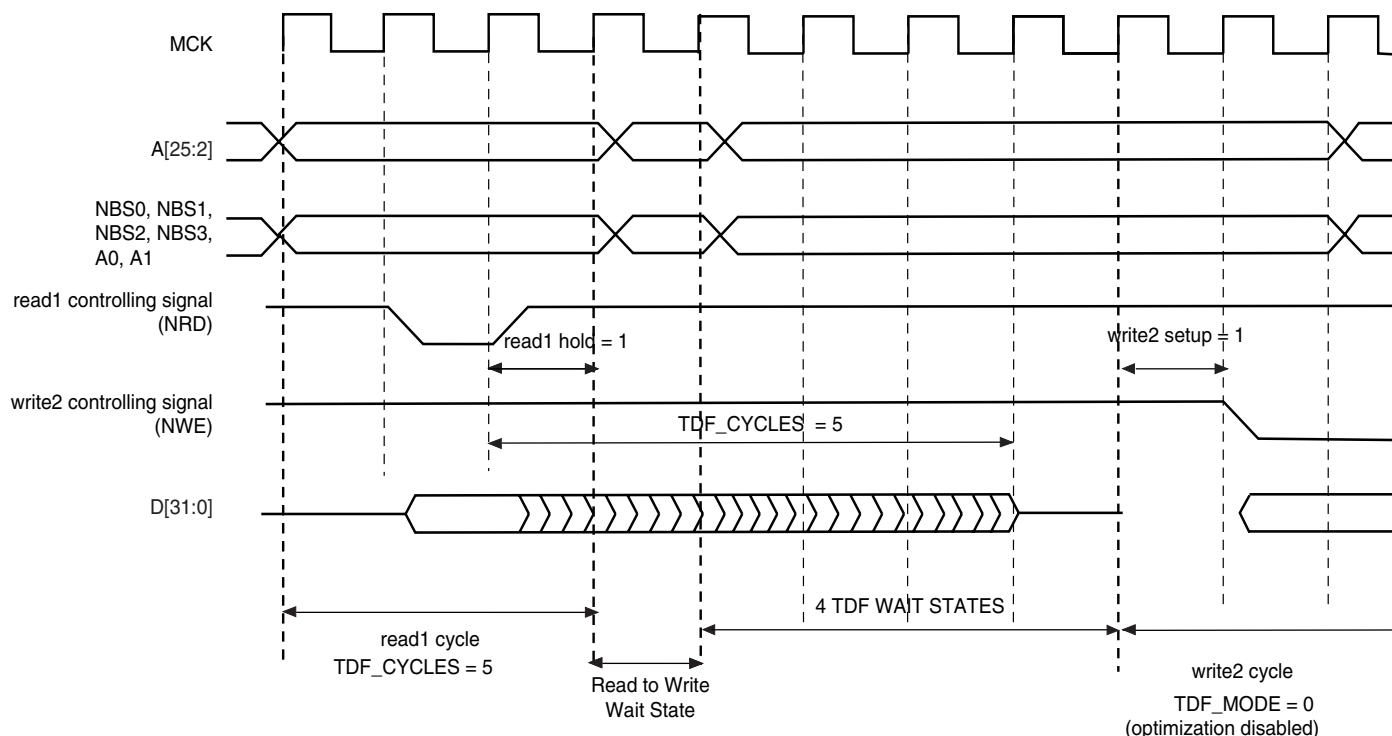 MCK
A[25:2]
NBS0, NBS1,
NBS2, NBS3,
A0, A1
read1 controlling signal
(NRD)
read1 hold = 1
write2 setup = 1
write2 controlling signal
(NWE)
TDF_CYCLES = 5
D[31:0]
4 TDF WAIT STATES
read1 cycle
TDF_CYCLES = 5
Read to Write
Wait State
write2 cycle
TDF_MODE = 0
(optimization disabled)